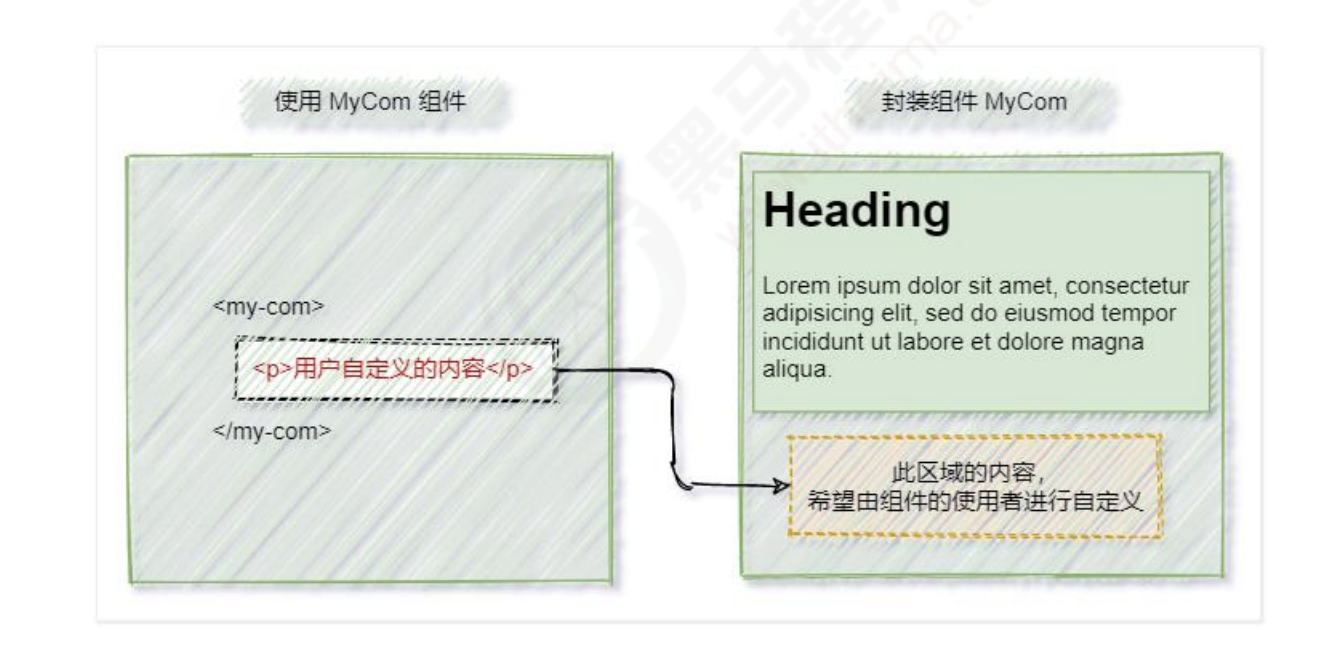 使用 MyCom 组件
<my-com>
<p>用户自定义的内容</p>
</my-com>
封装组件 MyCom
Heading
Lorem ipsum dolor sit amet, consectetur
adipisicing elit, sed do eiusmod tempor
incididunt ut labore et dolore magna
aliqua.
此区域的内容，
希望由组件的使用者进行自定义